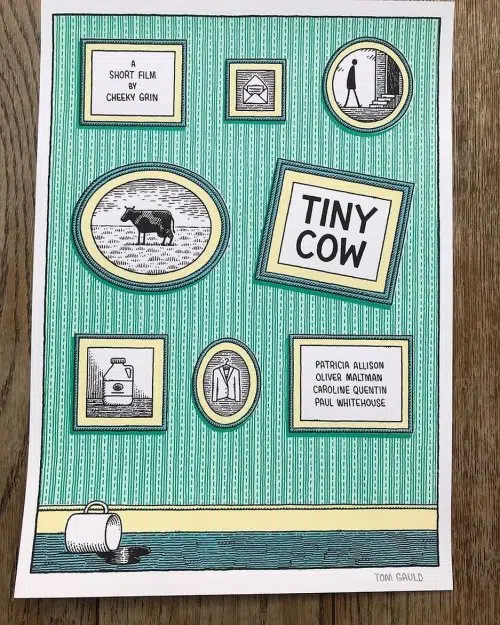 A
SHORT FILM
BY
CHEEKY GRIN
TINY
COW
PATRICIA ALLISON
OLIVER MALTMAN
CAROLINE QUENTIN
PAUL WHITEHOUSE
TOM GAULD